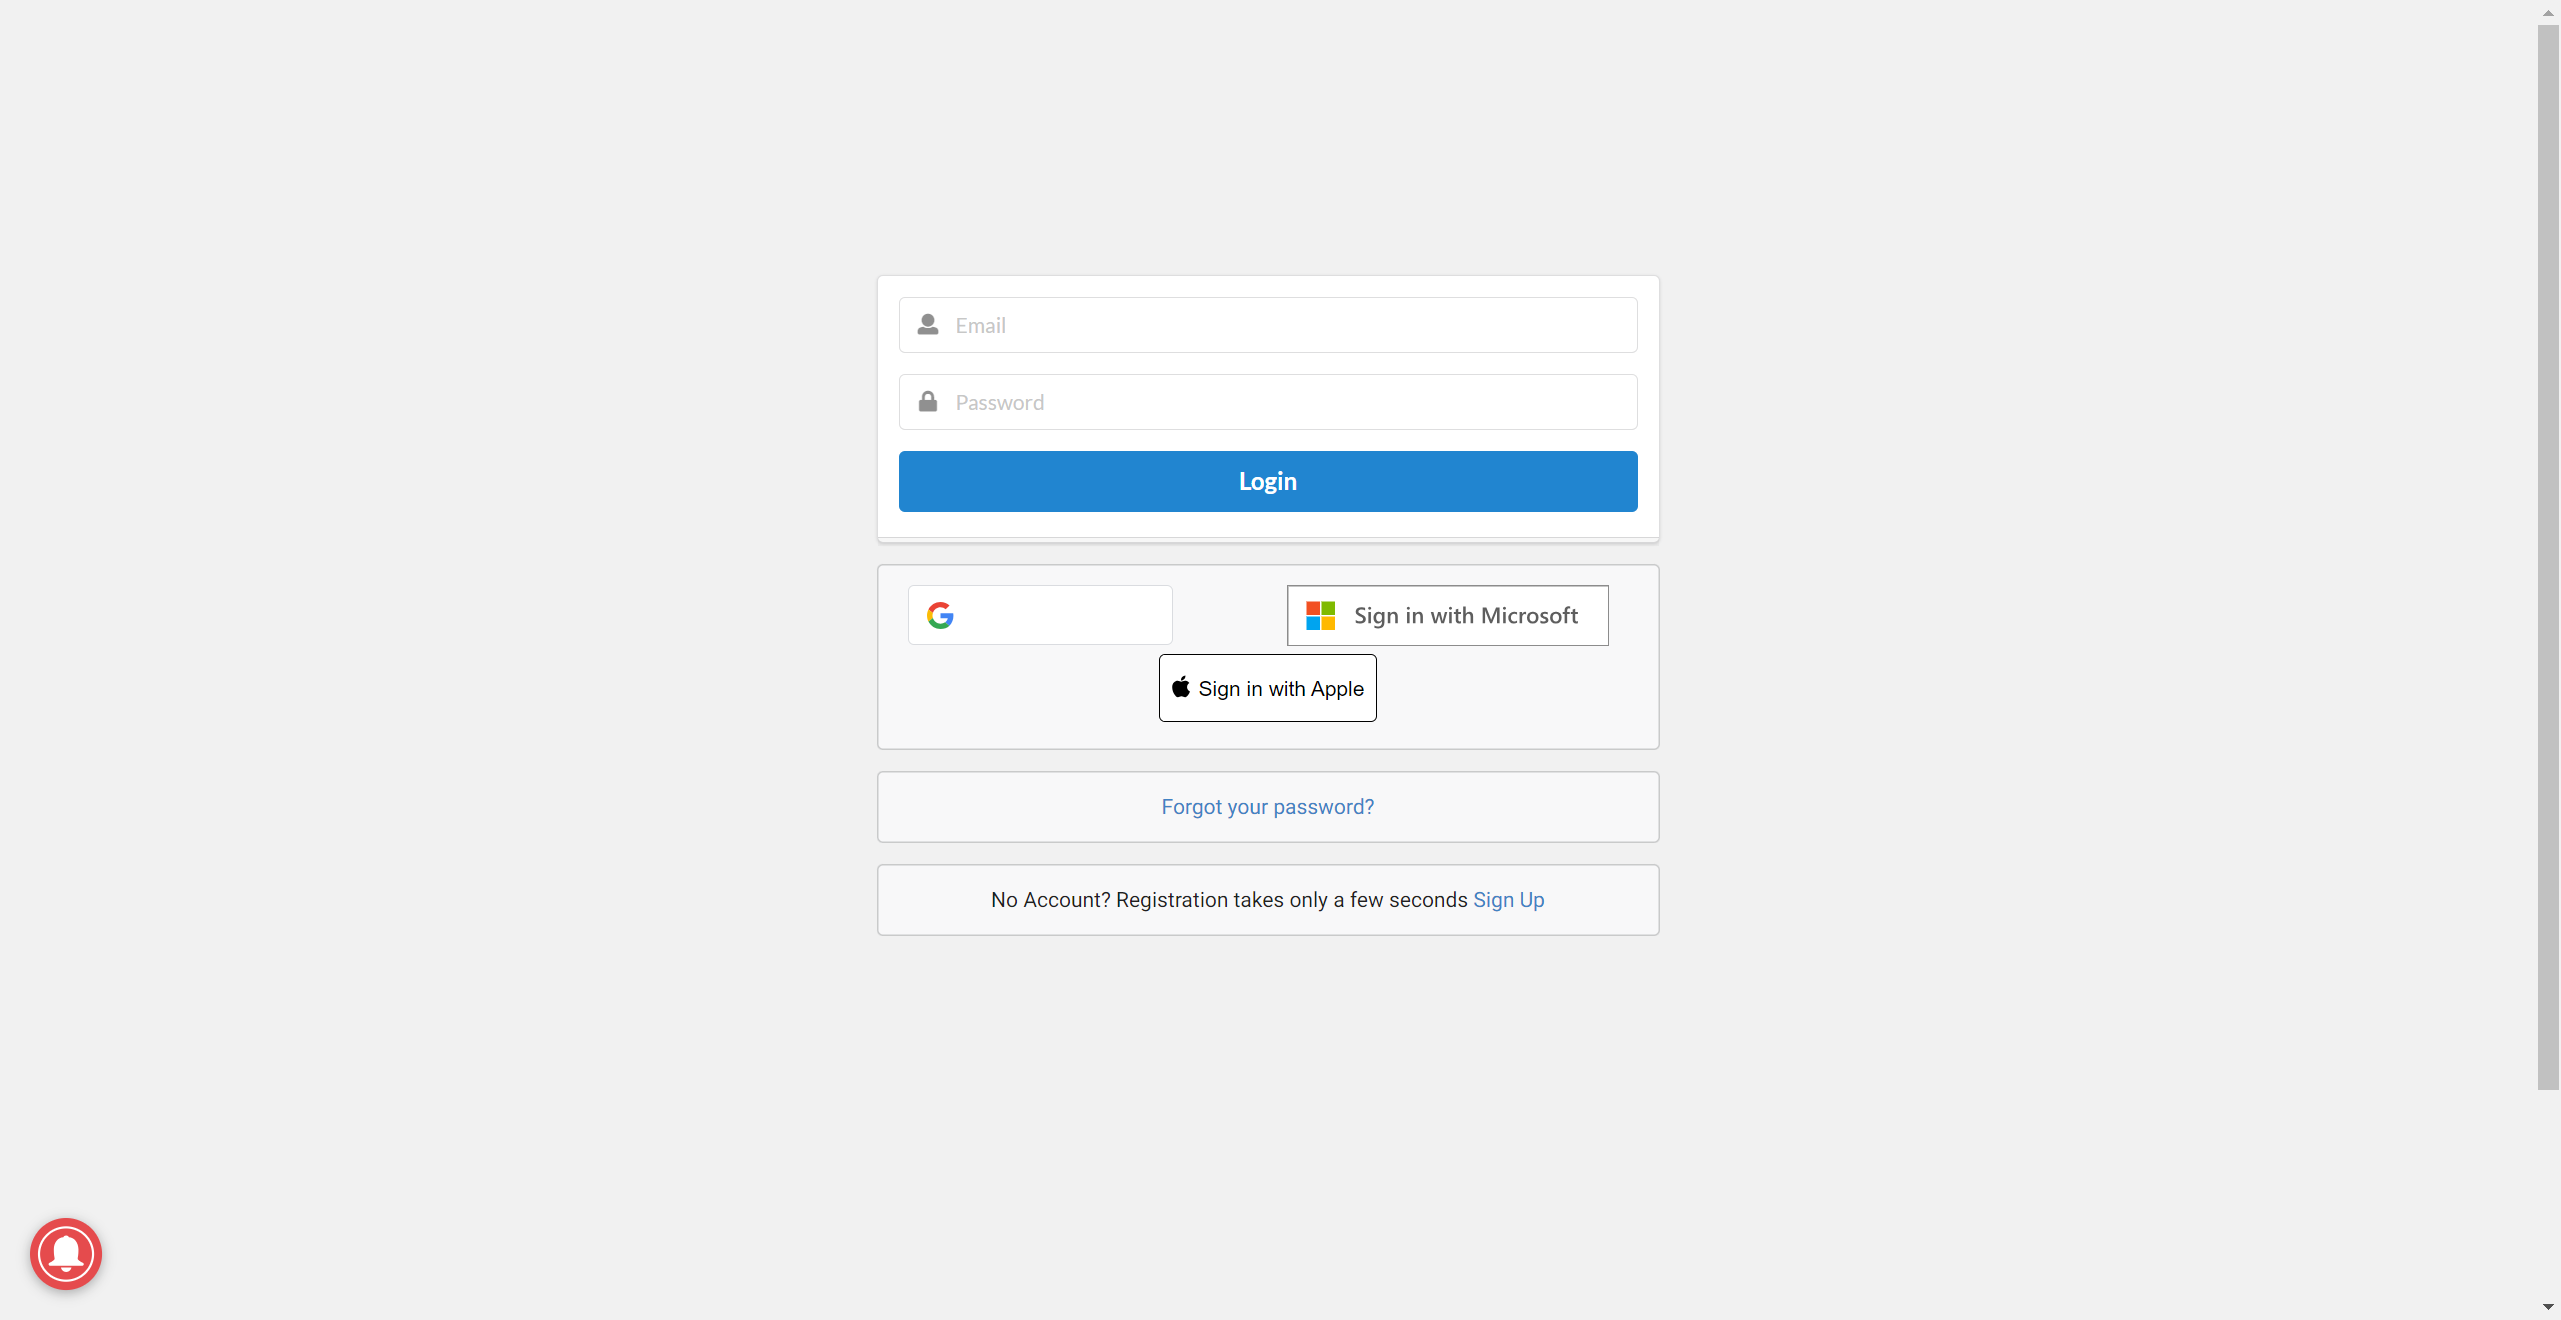 Email
Password
Login
Sign in with Microsoft
Sign in with Apple
Forgot your password?
No Account? Registration takes only a few seconds Sign Up